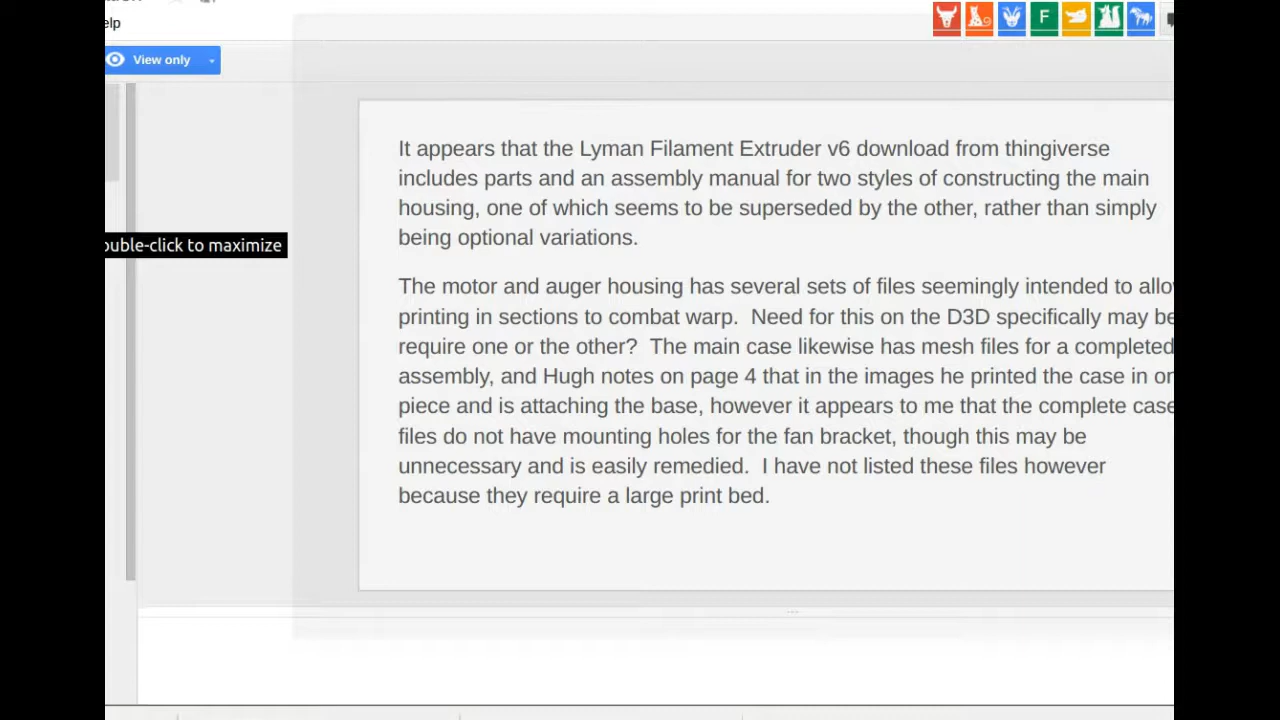 elp
F
View only
ouble-click to maximize
It appears that the Lyman Filament Extruder v6 download from thingiverse
includes parts and an assembly manual for two styles of constructing the main
housing, one of which seems to be superseded by the other, rather than simply
being optional variations.
The motor and auger housing has several sets of files seemingly intended to allo
printing in sections to combat warp.  Need for this on the D3D specifically may be
require one or the other?  The main case likewise has mesh files for a completed
assembly, and Hugh notes on page 4 that in the images he printed the case in on
piece and is attaching the base, however it appears to me that the complete case
files do not have mounting holes for the fan bracket, though this may be
unnecessary and is easily remedied.  I have not listed these files however
because they require a large print bed.